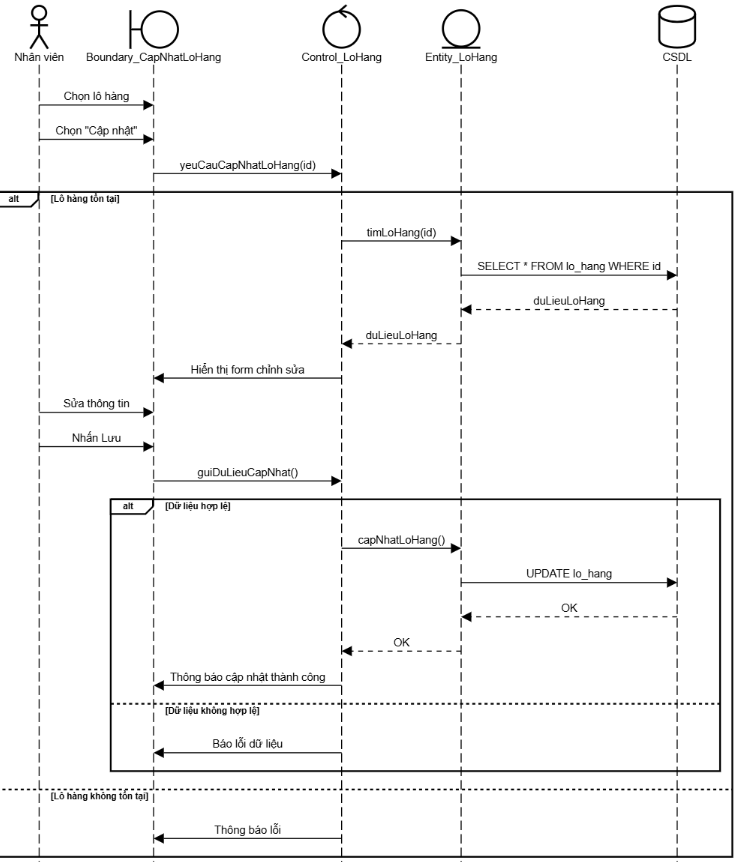 Nhân viên
Boundary_CapNhatLoHang
Control_LoHang
Entity_LoHang
CSDL
Chọn lô hàng
Chọn "Cập nhật"
yeuCauCapNhatLoHang(id)
alt
[Lô hàng tồn tại]
timLoHang(id)
SELECT * FROM lo_hang WHERE id
duLieuLoHang
duLieuLoHang
Hiển thị form chỉnh sửa
Sửa thông tin
Nhấn Lưu
guiDuLieuCapNhat()
alt
[Dữ liệu hợp lệ]
capNhatLoHang()
UPDATE lo_hang
OK
OK
Thông báo cập nhật thành công
[Dữ liệu không hợp lệ]
Báo lỗi dữ liệu
[Lô hàng không tồn tại]
Thông báo lỗi